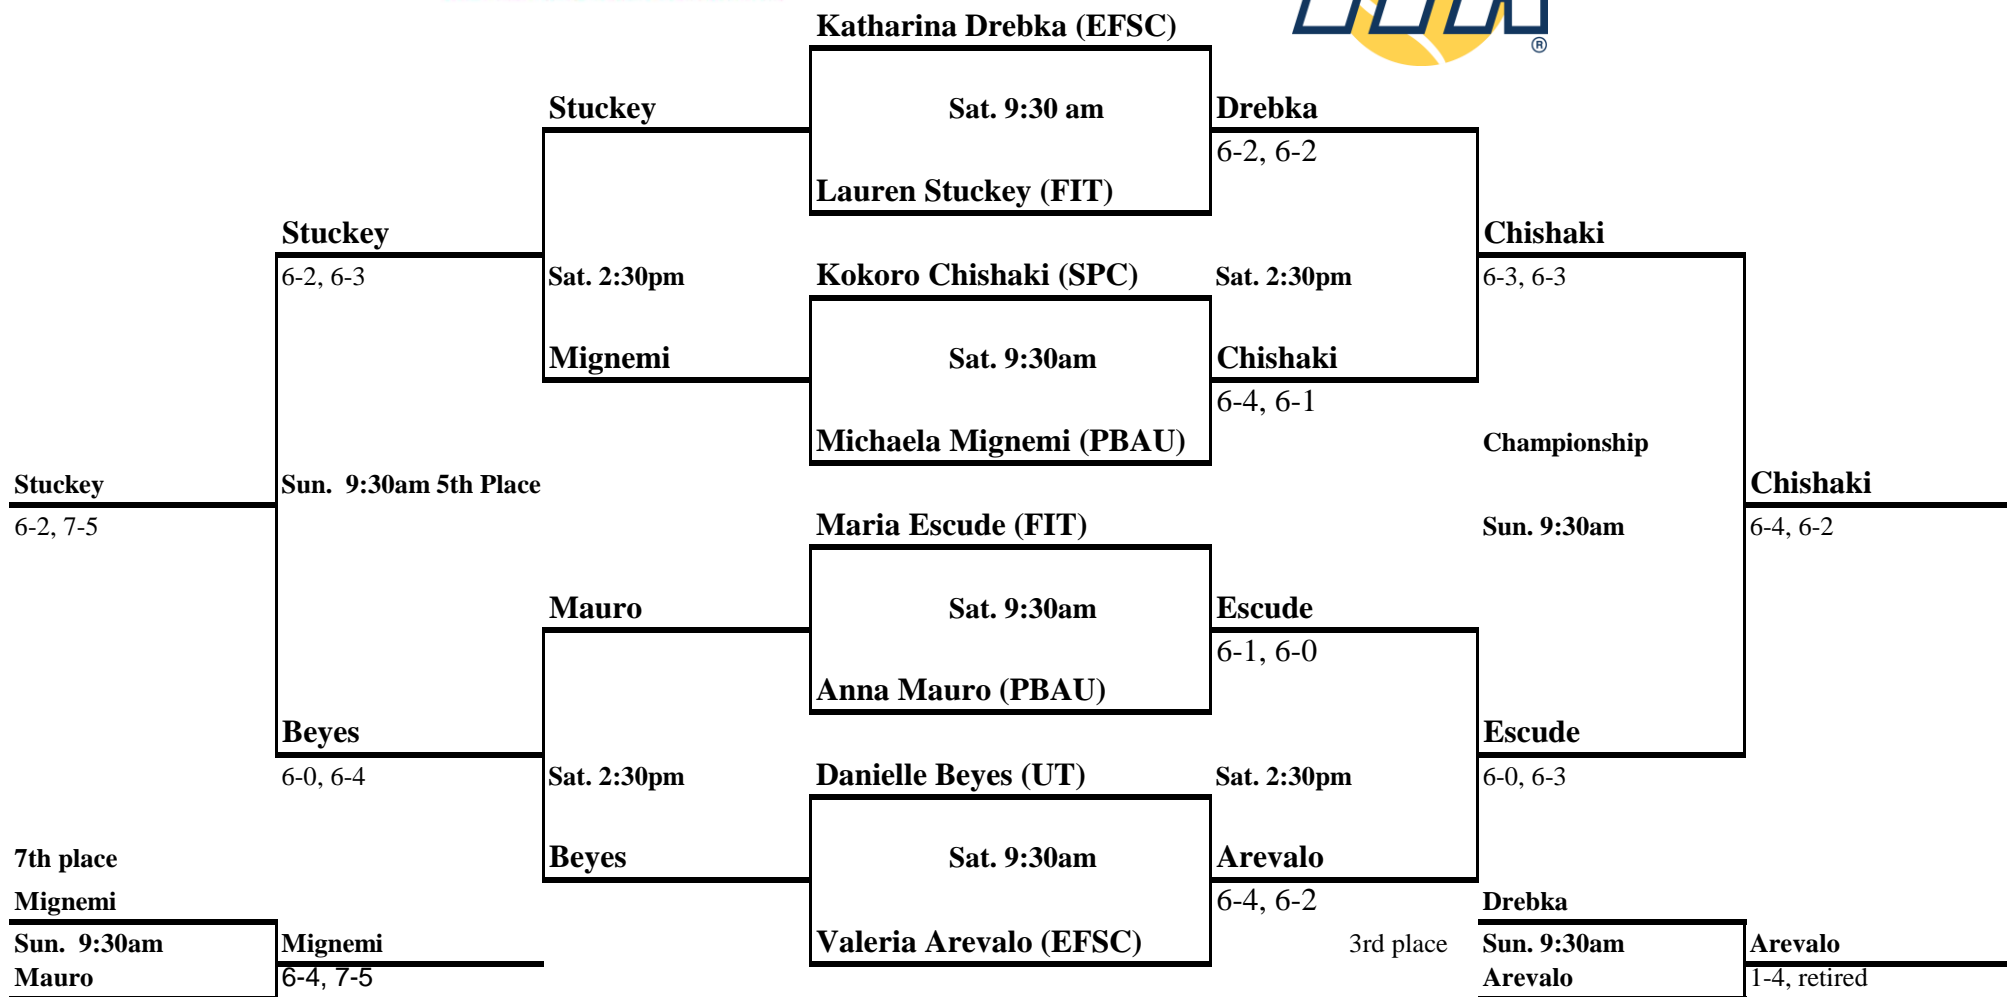 Katharina Drebka (EFSC)
®
Stuckey Sat. 9:30 am Drebka
6-2, 6-2
Lauren Stuckey (FIT)
Stuckey Chishaki
6-2, 6-3 Sat. 2:30pm Kokoro Chishaki (SPC) Sat. 2:30pm 6-3, 6-3
Mignemi Sat. 9:30am Chishaki
6-4, 6-1
Michaela Mignemi (PBAU) Championship
Stuckey Sun. 9:30am 5th Place Chishaki
6-2, 7-5 Maria Escude (FIT) Sun. 9:30am 6-4, 6-2
Mauro Sat. 9:30am Escude
6-1, 6-0
Anna Mauro (PBAU)
Beyes Escude
6-0, 6-4 Sat. 2:30pm Danielle Beyes (UT) Sat. 2:30pm 6-0, 6-3
7th place Beyes Sat. 9:30am Arevalo
Mignemi 6-4, 6-2 Drebka
Sun. 9:30am Mignemi Valeria Arevalo (EFSC) 3rd place Sun. 9:30am Arevalo
Mauro 6-4, 7-5 Arevalo 1-4, retired